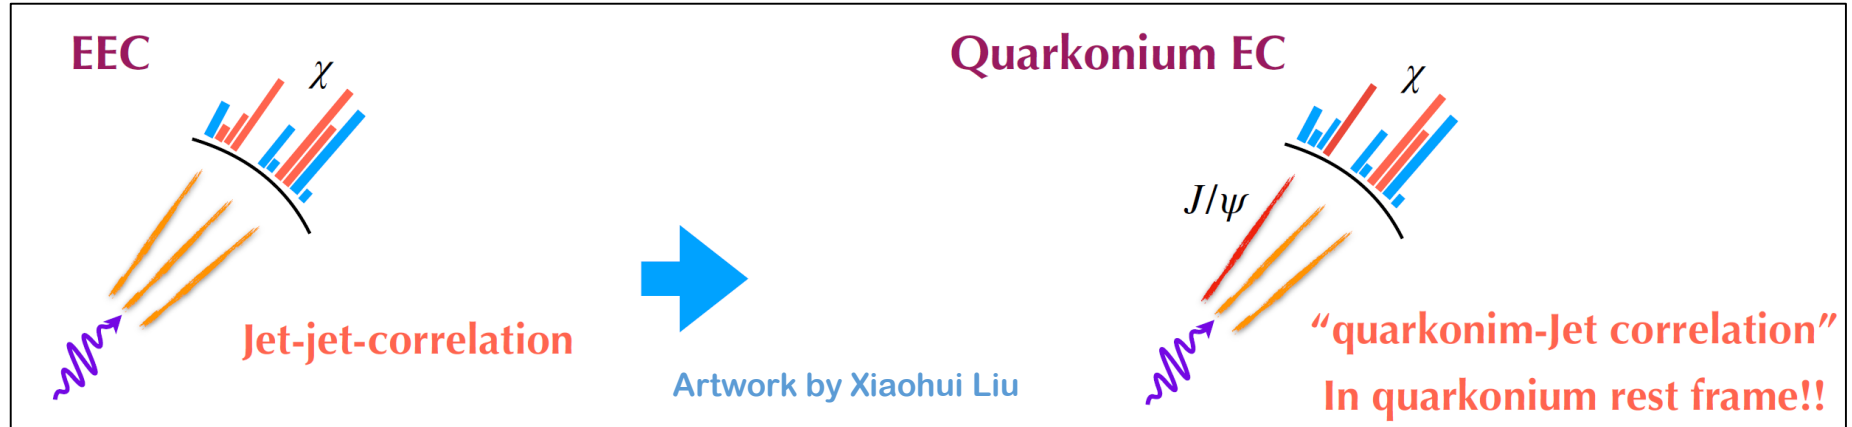 EEC
χ
Jet-jet-correlation
Artwork by Xiaohui Liu
Quarkonium EC
χ
J/ψ
“quarkonim-Jet correlation”
In quarkonium rest frame!!